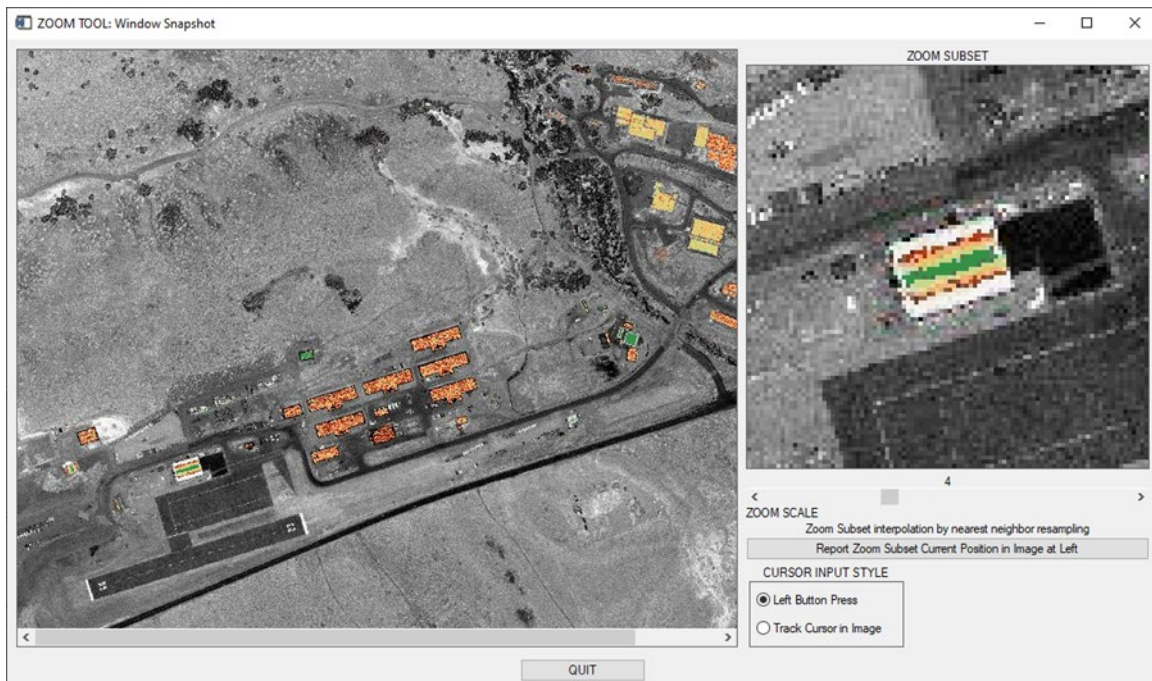 ZOOM TOOL: Window Snapshot
ZOOM SUBSET
4
ZOOM SCALE
Zoom Subset interpolation by nearest neighbor resampling
Report Zoom Subset Current Position in Image at Left
CURSOR INPUT STYLE
Left Button Press
Track Cursor in Image
QUIT